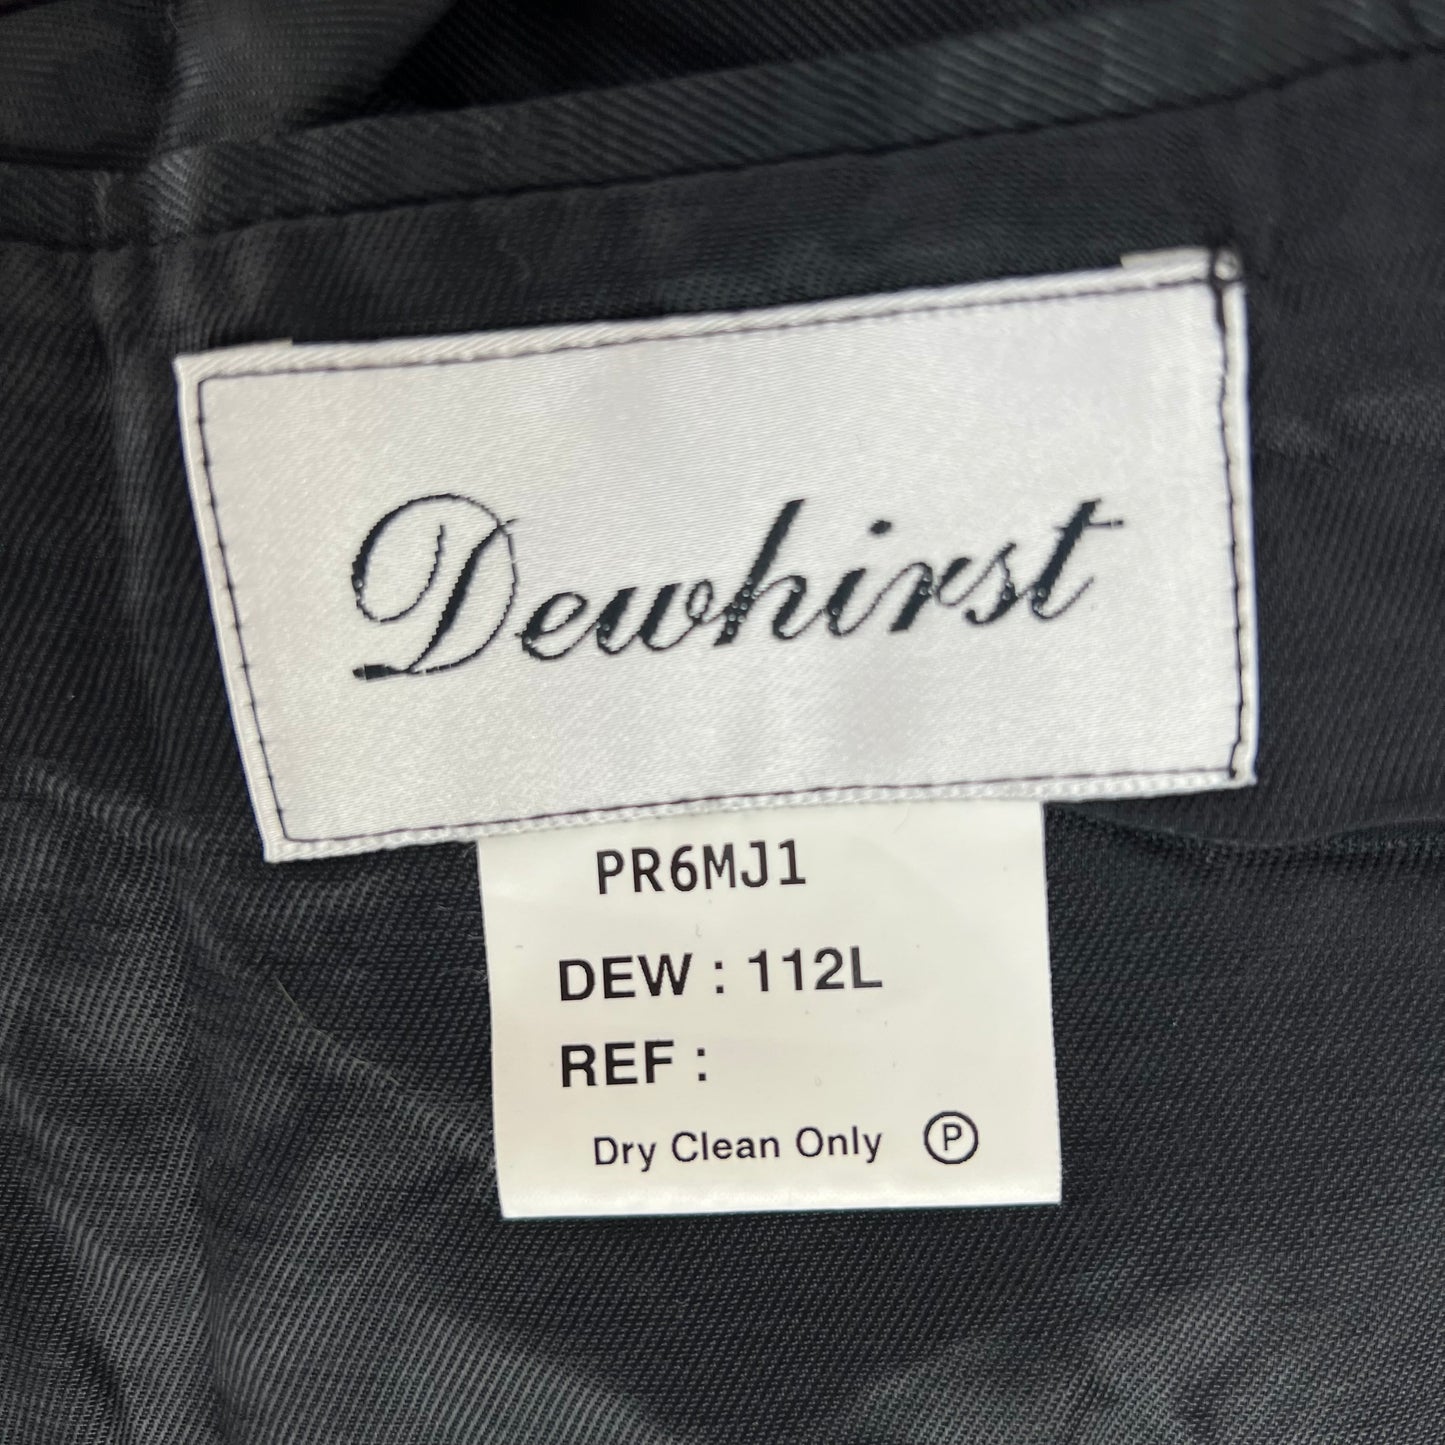 Dewhirst
PR6MJ1
DEW : 112L
REF :
Dry Clean Only Ⓟ